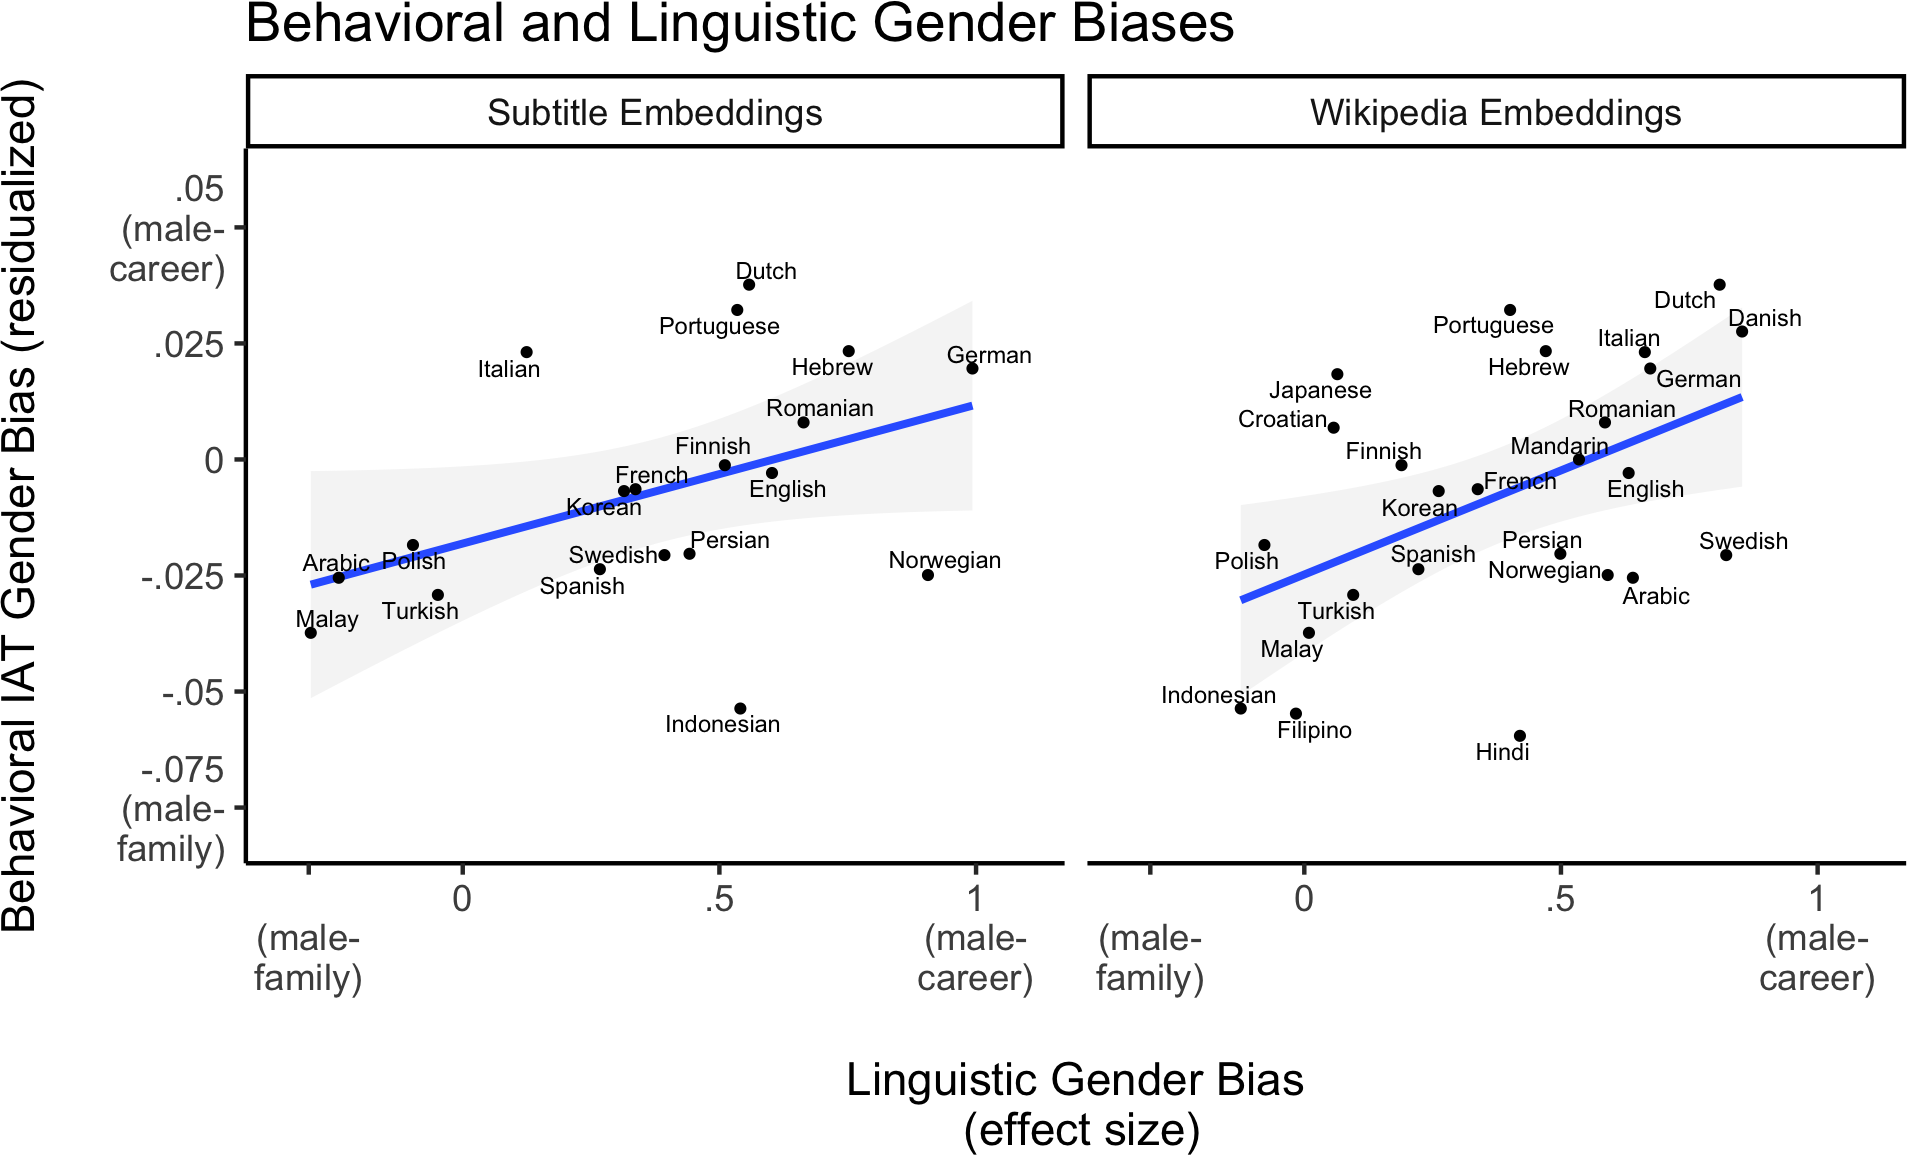 Behavioral and Linguistic Gender Biases
Behavioral IAT Gender Bias (residualized)
Subtitle Embeddings
Wikipedia Embeddings
.05
(male-
career)
.025
0
-.025
-.05
-.075
(male-
family)
Dutch
Portuguese
Italian
Hebrew
German
Romanian
Finnish
French
English
Korean
Persian
Swedish
Arabic
Polish
Norwegian
Spanish
Turkish
Malay
Indonesian
Dutch
Danish
Portuguese
Italian
Hebrew
German
Japanese
Romanian
Croatian
Mandarin
Finnish
French
English
Korean
Persian
Swedish
Spanish
Polish
Norwegian
Arabic
Turkish
Malay
Indonesian
Filipino
Hindi
0
.5
1
(male-
family)
(male-
career)
0
.5
1
(male-
family)
(male-
career)
Linguistic Gender Bias
(effect size)